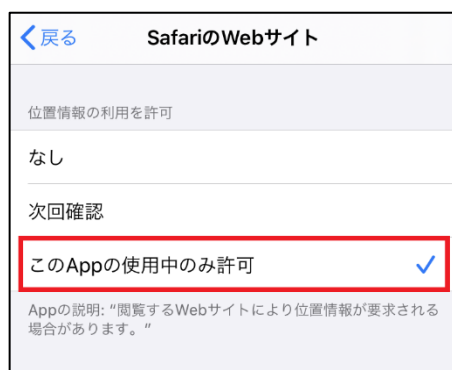 戻る SafariのWebサイト
位置情報の利用を許可
なし
次回確認
このAppの使用中のみ許可
Appの説明: “閲覧するWebサイトにより位置情報が要求される
場合があります。”